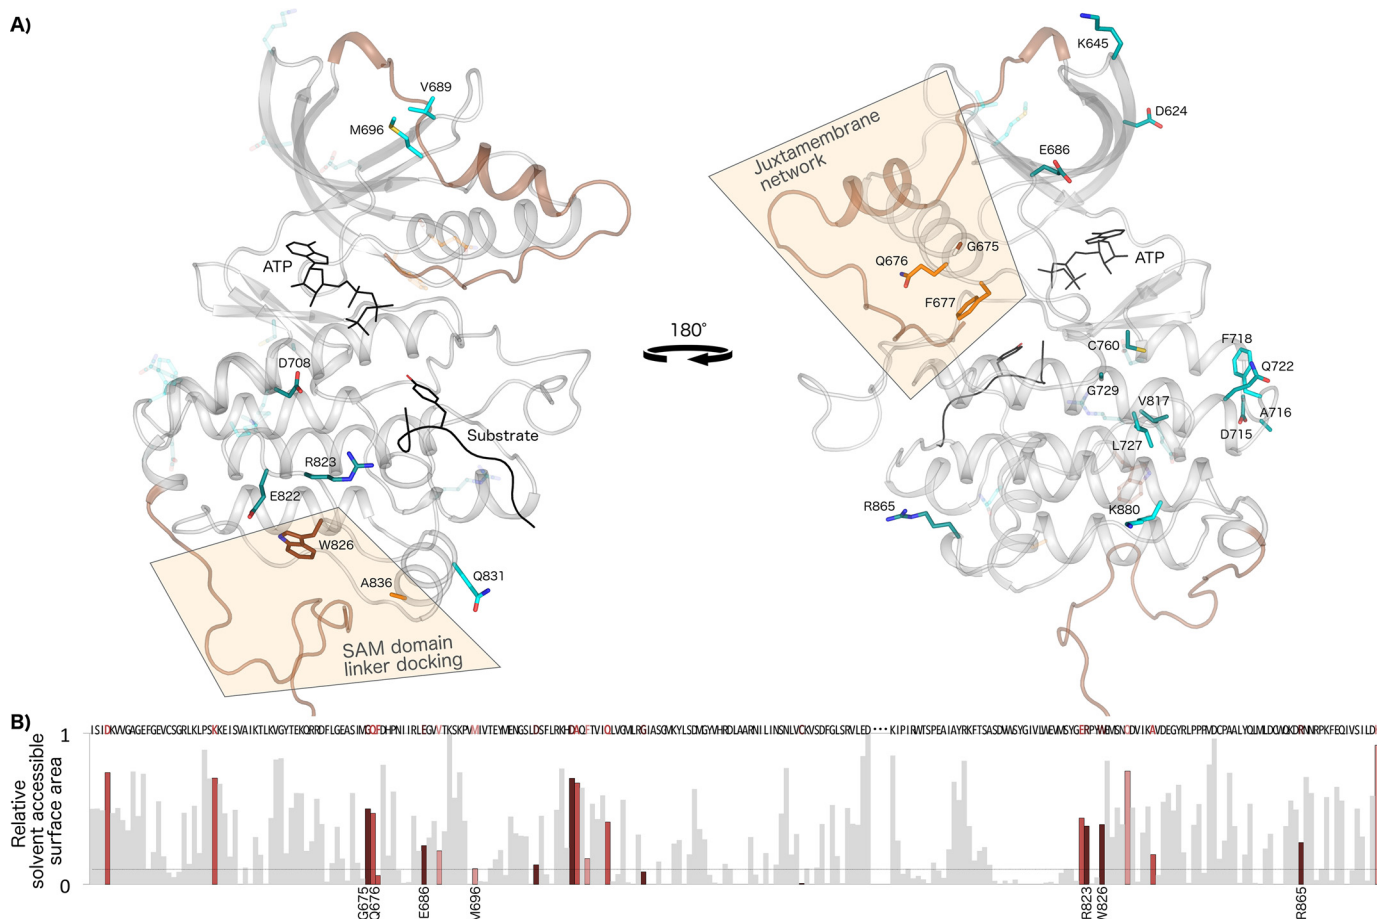 A)
V689
M696
ATP
D708
Substrate
R823
E822
W826
A836
Q831
SAM domain
linker docking
180°
K645
D624
E686
Juxtamembrane
network
G675
Q676
F677
ATP
C760
F718
Q722
G729
V817
A716
D715
L727
R865
K880
B)
Relative
solvent accessible
surface area
1
0
G675
Q676
E686
M696
R823
W826
R865